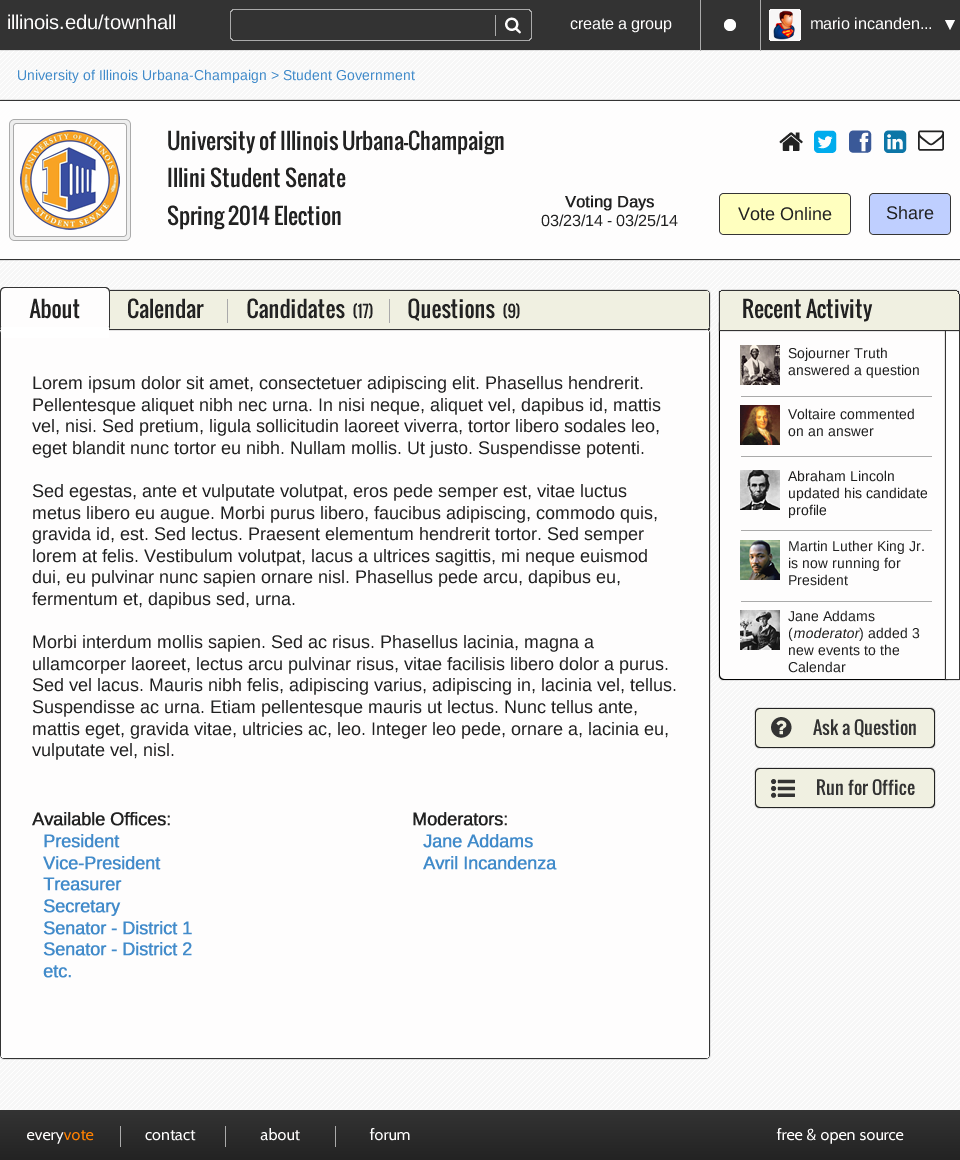 illinois.edu/townhall
create a group
mario incanden... ▼
University of Illinois Urbana-Champaign > Student Government
UNIVERSITY OF ILLINOIS
STUDENT SENATE
University of Illinois Urbana-Champaign
Illini Student Senate
Spring 2014 Election
Voting Days
03/23/14 - 03/25/14
Vote Online
Share
About
Calendar
Candidates (17)
Questions (9)
Lorem ipsum dolor sit amet, consectetuer adipiscing elit. Phasellus hendrerit.
Pellentesque aliquet nibh nec urna. In nisi neque, aliquet vel, dapibus id, mattis
vel, nisi. Sed pretium, ligula sollicitudin laoreet viverra, tortor libero sodales leo,
eget blandit nunc tortor eu nibh. Nullam mollis. Ut justo. Suspendisse potenti.
Sed egestas, ante et vulputate volutpat, eros pede semper est, vitae luctus
metus libero eu augue. Morbi purus libero, faucibus adipiscing, commodo quis,
gravida id, est. Sed lectus. Praesent elementum hendrerit tortor. Sed semper
lorem at felis. Vestibulum volutpat, lacus a ultrices sagittis, mi neque euismod
dui, eu pulvinar nunc sapien ornare nisl. Phasellus pede arcu, dapibus eu,
fermentum et, dapibus sed, urna.
Morbi interdum mollis sapien. Sed ac risus. Phasellus lacinia, magna a
ullamcorper laoreet, lectus arcu pulvinar risus, vitae facilisis libero dolor a purus.
Sed vel lacus. Mauris nibh felis, adipiscing varius, adipiscing in, lacinia vel, tellus.
Suspendisse ac urna. Etiam pellentesque mauris ut lectus. Nunc tellus ante,
mattis eget, gravida vitae, ultricies ac, leo. Integer leo pede, ornare a, lacinia eu,
vulputate vel, nisl.
Available Offices:
President
Vice-President
Treasurer
Secretary
Senator - District 1
Senator - District 2
etc.
Moderators:
Jane Addams
Avril Incandenza
Recent Activity
Sojourner Truth
answered a question
Voltaire commented
on an answer
Abraham Lincoln
updated his candidate
profile
Martin Luther King Jr.
is now running for
President
Jane Addams
(moderator) added 3
new events to the
Calendar
Ask a Question
Run for Office
everyvote
contact
about
forum
free & open source